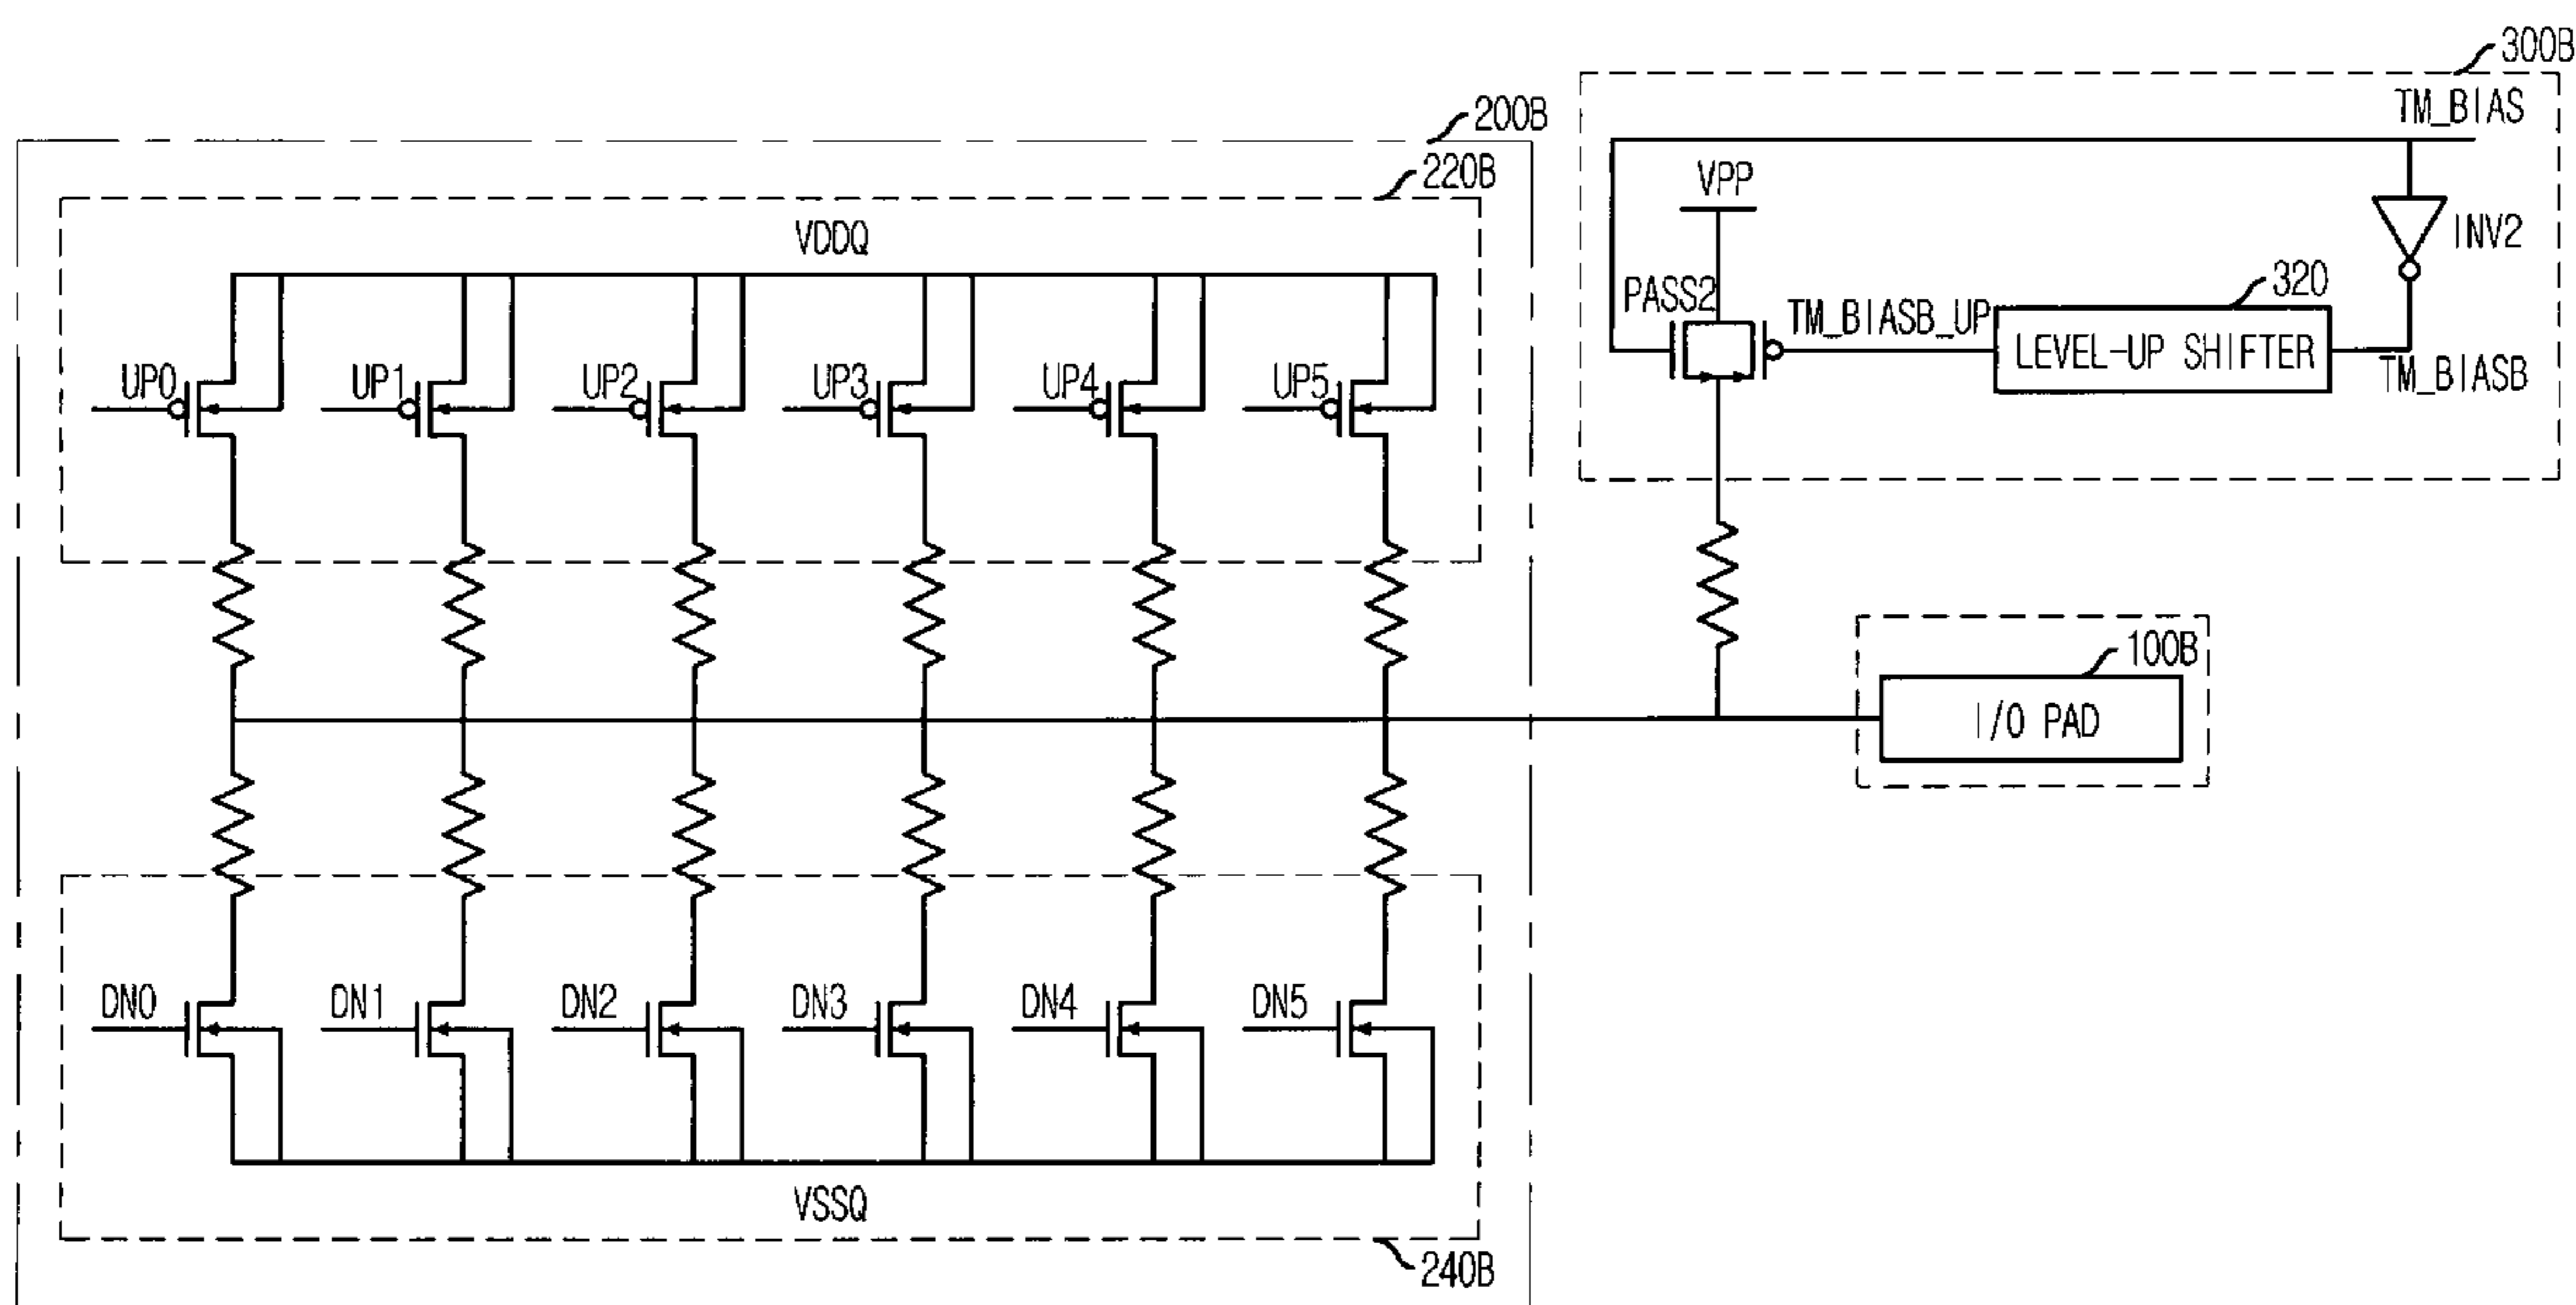 300B
TM_BIAS
200B
220B
VPP
VDDQ
INV2
PASS2
TM_BIASB_UP
320
LEVEL-UP SHIFTER
TM_BIASB
UP0
UP1
UP2
UP3
UP4
UP5
100B
I/O PAD
DN0
DN1
DN2
DN3
DN4
DN5
VSSQ
240B